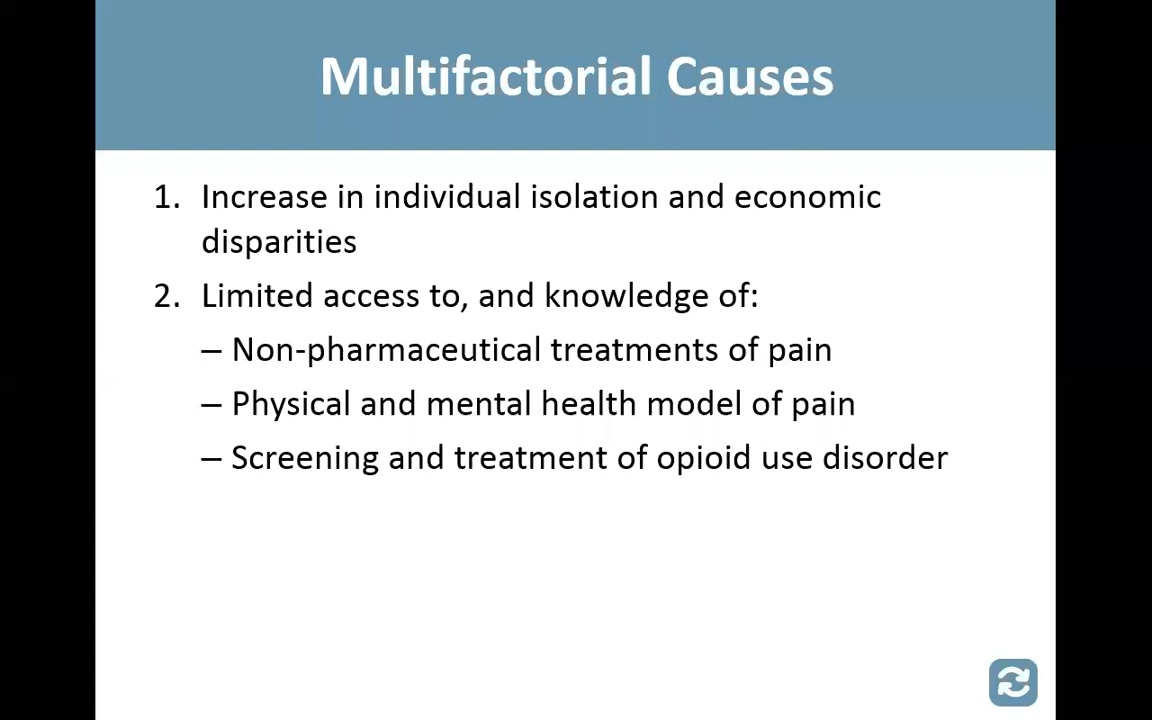 Multifactorial Causes
1. Increase in individual isolation and economic
disparities
2. Limited access to, and knowledge of:
– Non-pharmaceutical treatments of pain
– Physical and mental health model of pain
– Screening and treatment of opioid use disorder